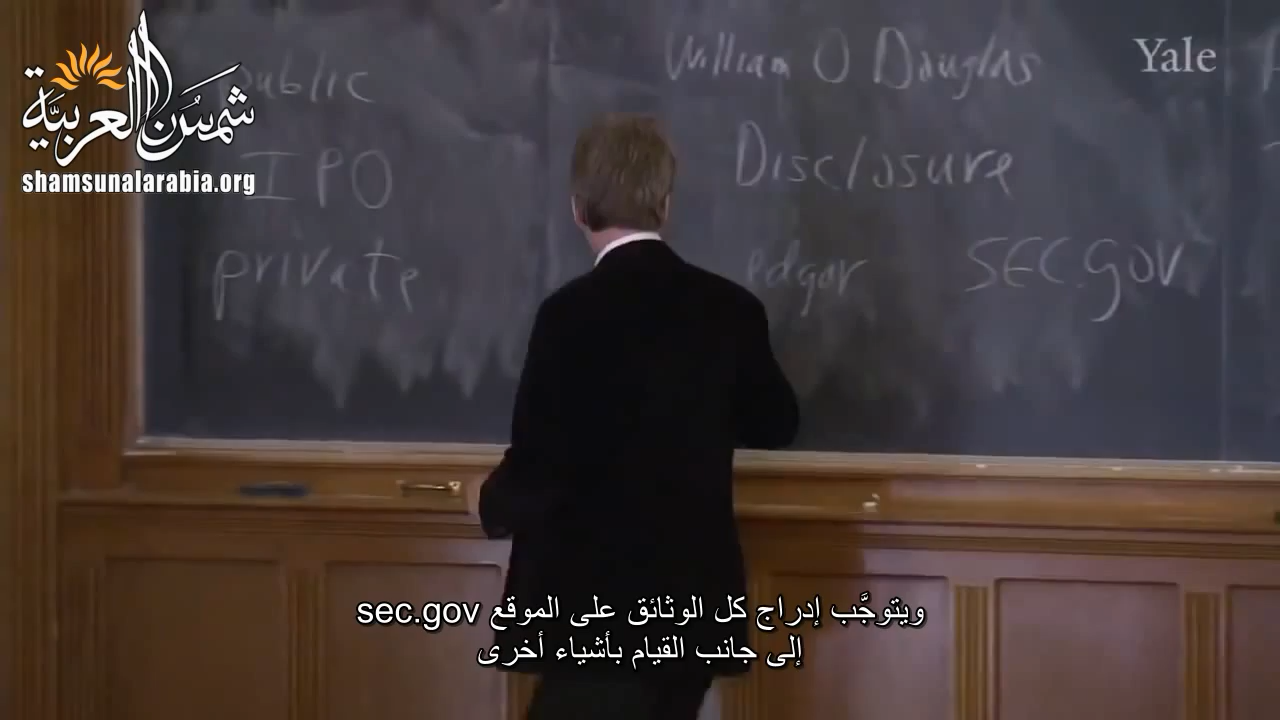 شمس العربية
shamsunalarabia.org
Yale
public
IPO
private
William O Douglas
Disclosure
edgar SEC.gov
ويتوجَّب إدراج كل الوثائق على الموقع sec.gov
إلى جانب القيام بأشياء أخرى